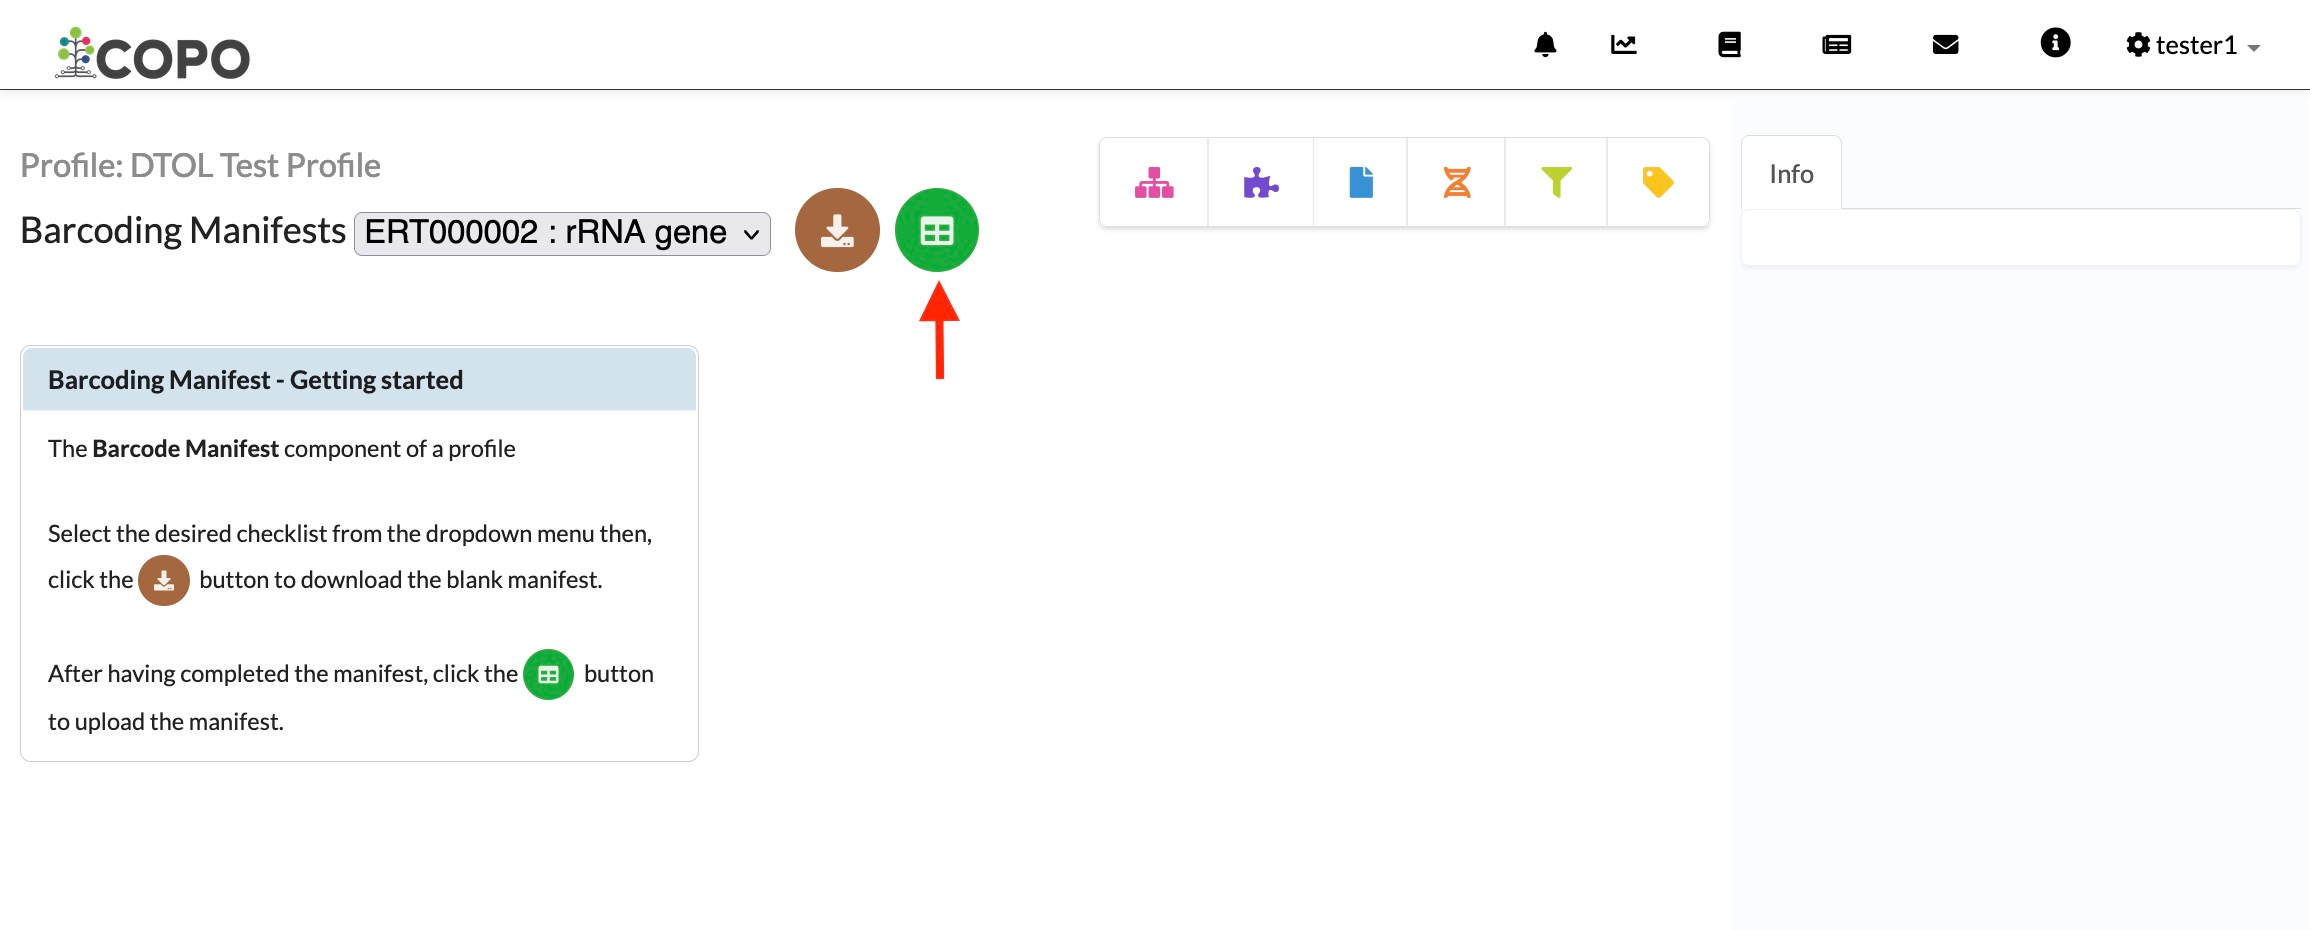 COPO
tester1
Profile: DTOL Test Profile
Barcoding Manifests ERT000002 : rRNA gene
Info
Barcoding Manifest - Getting started
The Barcode Manifest component of a profile
Select the desired checklist from the dropdown menu then,
click the button to download the blank manifest.
After having completed the manifest, click the button
to upload the manifest.